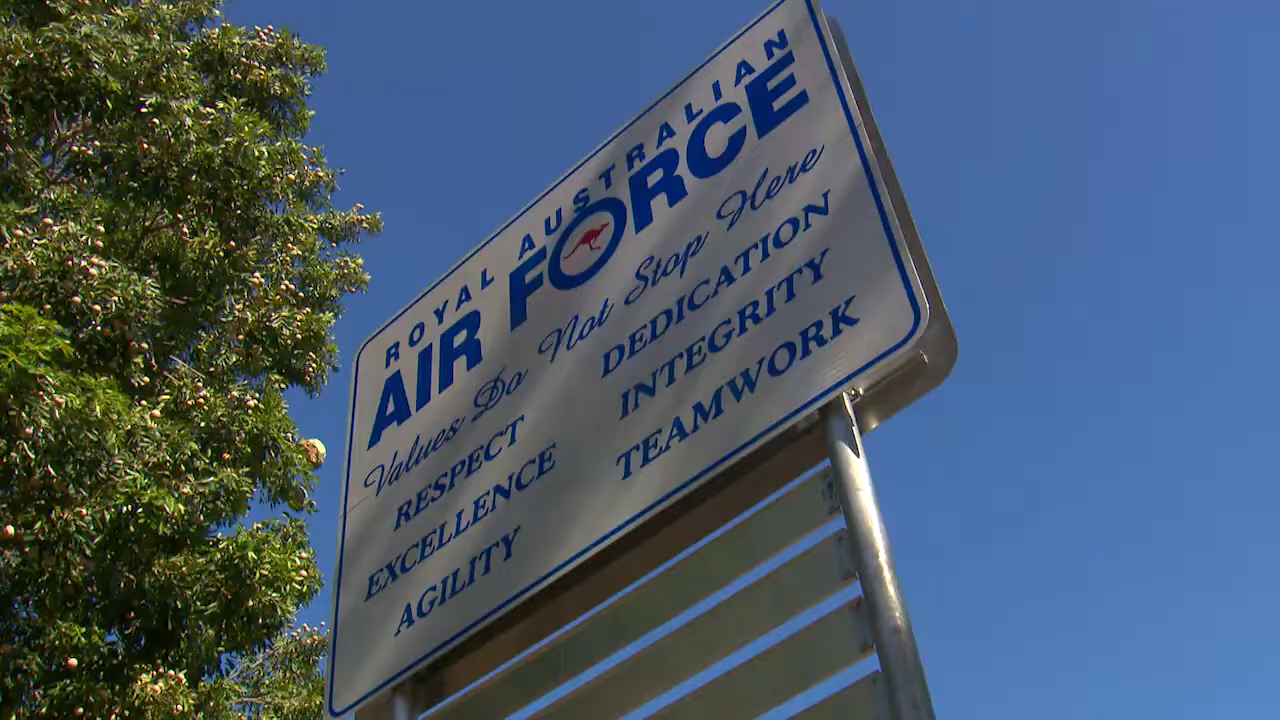 ROYAL AUSTRALIAN
AIR FORCE
Values Do Not Stop Here
RESPECT DEDICATION
EXCELLENCE INTEGRITY
AGILITY TEAMWORK